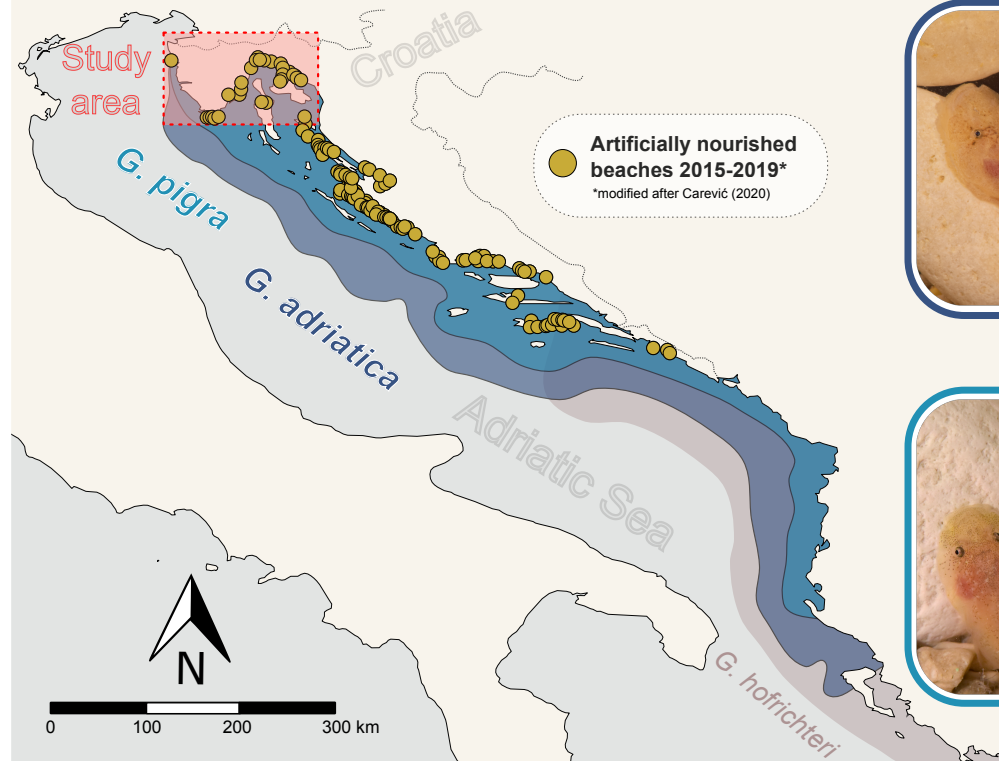 Croatia
Study
area
Artificially nourished
beaches 2015-2019*
*modified after Carević (2020)
G. pigra
G. adriatica
Adriatic Sea
G. hofrichteri
N
0 100 200 300 km